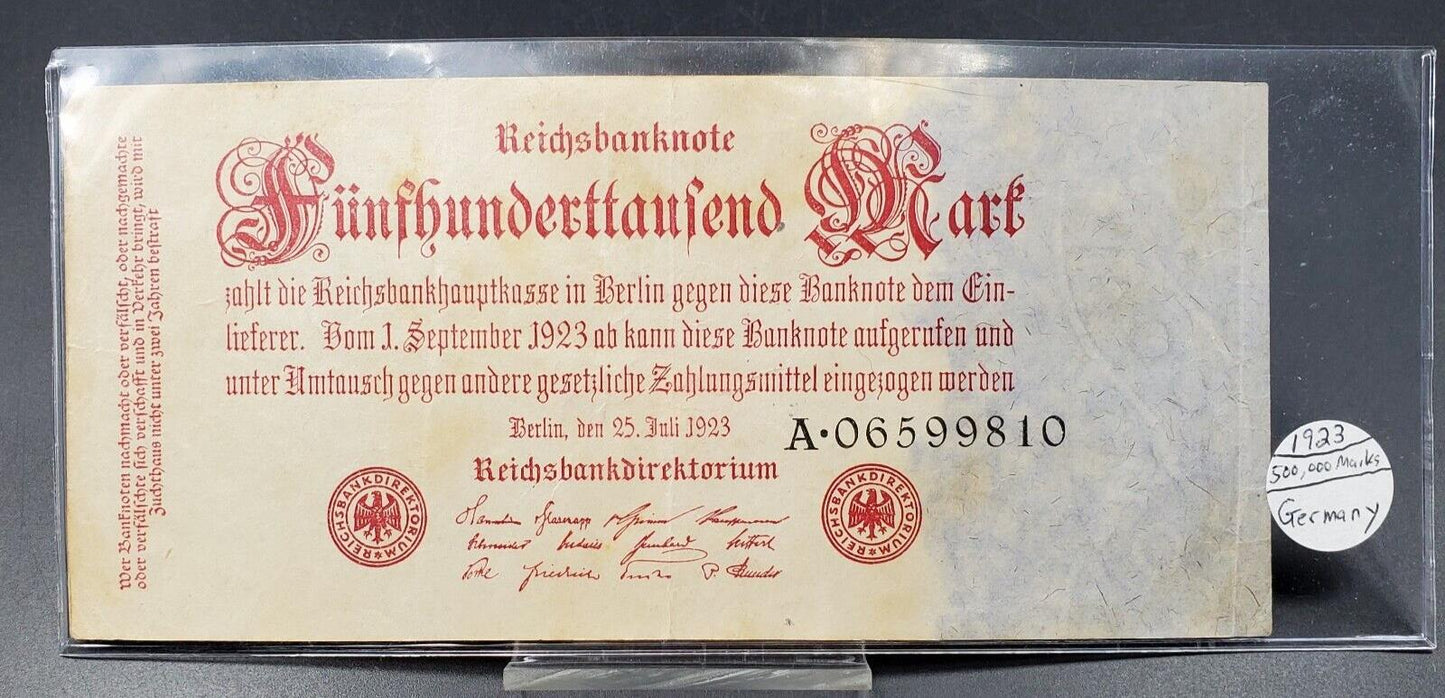 Wer Banknoten nachmacht oder verfälscht, oder nachgemachte
oder verfälschte sich verschafft und in Verkehr bringt, wird mit
Zuchthaus nicht unter zwei Jahren bestraft
Reichsbanknote
Fünfhunderttausend Mark
zahlt die Reichsbankhauptkasse in Berlin gegen diese Banknote dem Ein-
lieferer. Vom 1. September 1923 ab kann diese Banknote aufgerufen und
unter Umtausch gegen andere gesetzliche Zahlungsmittel eingezogen werden
Berlin, den 25. Juli 1923
A·06599810
Reichsbankdirektorium
REICHSBANKDIREKTORIUM
REICHSBANKDIREKTORIUM
Schneider
Friedrich
1923
500,000 Marks
Germany